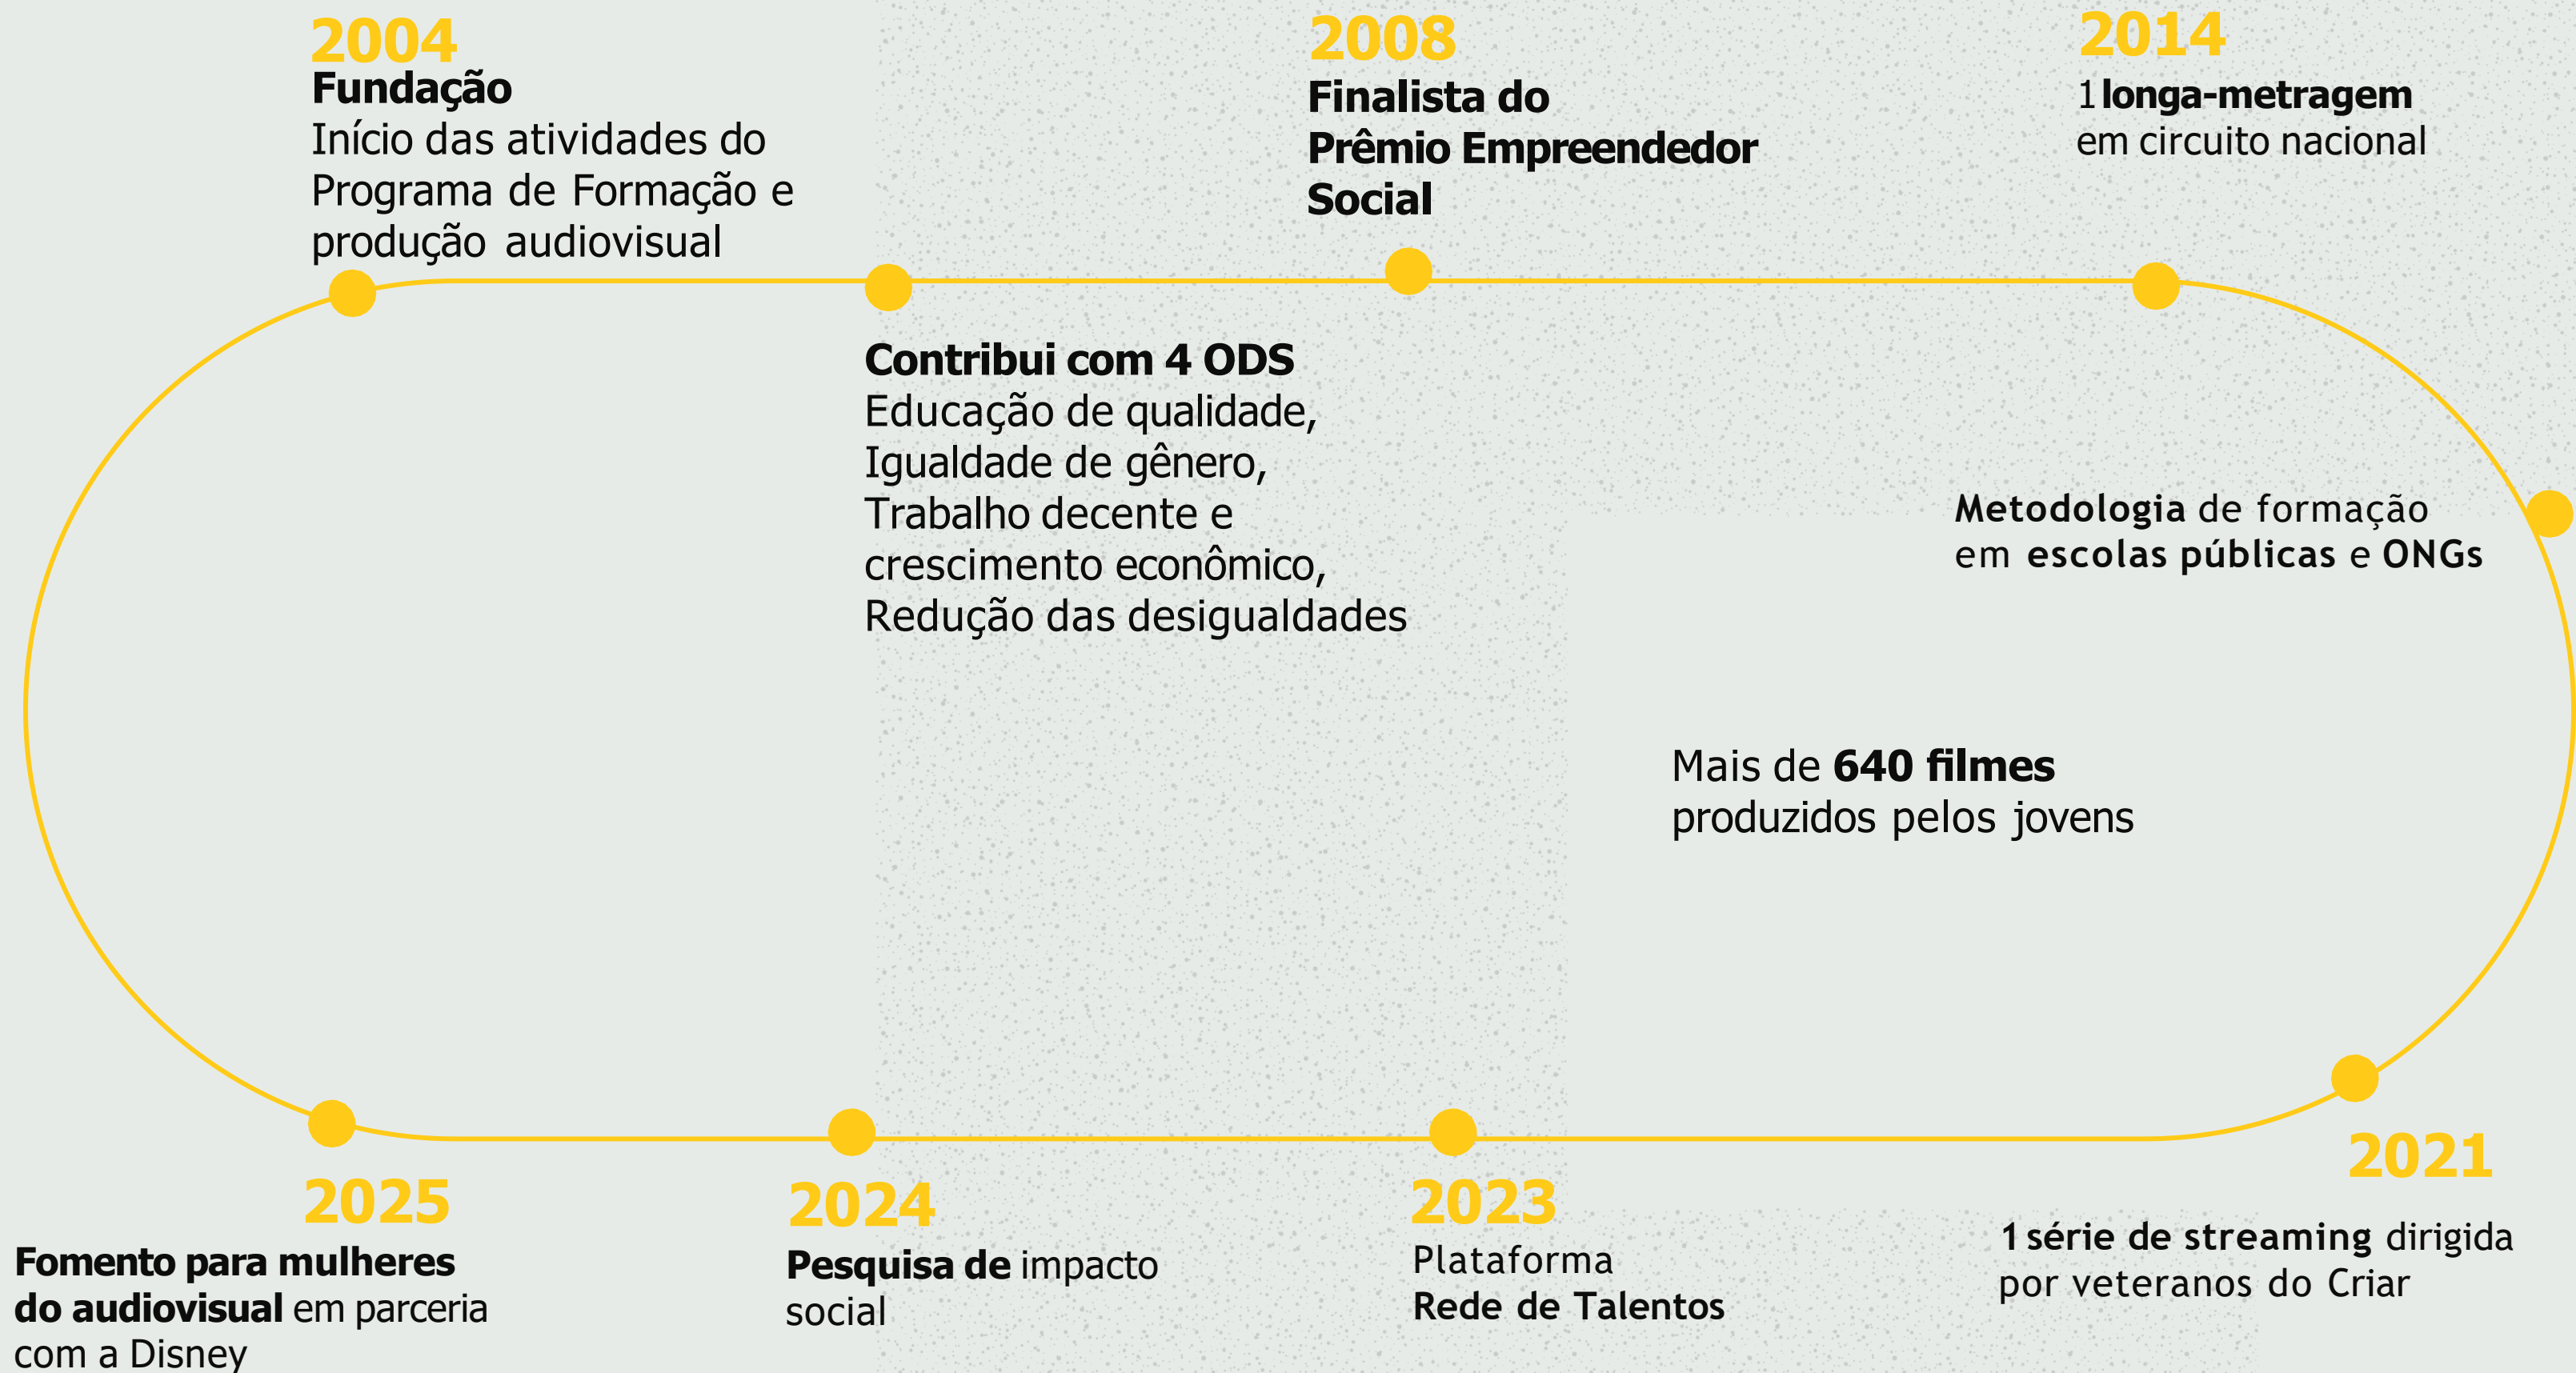 2004
Fundação
Início das atividades do
Programa de Formação e
produção audiovisual
Contribui com 4 ODS
Educação de qualidade,
Igualdade de gênero,
Trabalho decente e
crescimento econômico,
Redução das desigualdades
2008
Finalista do
Prêmio Empreendedor
Social
2014
1 longa-metragem
em circuito nacional
Metodologia de formação
em escolas públicas e ONGs
Mais de 640 filmes
produzidos pelos jovens
2021
1 série de streaming dirigida
por veteranos do Criar
2023
Plataforma
Rede de Talentos
2024
Pesquisa de impacto
social
2025
Fomento para mulheres
do audiovisual em parceria
com a Disney